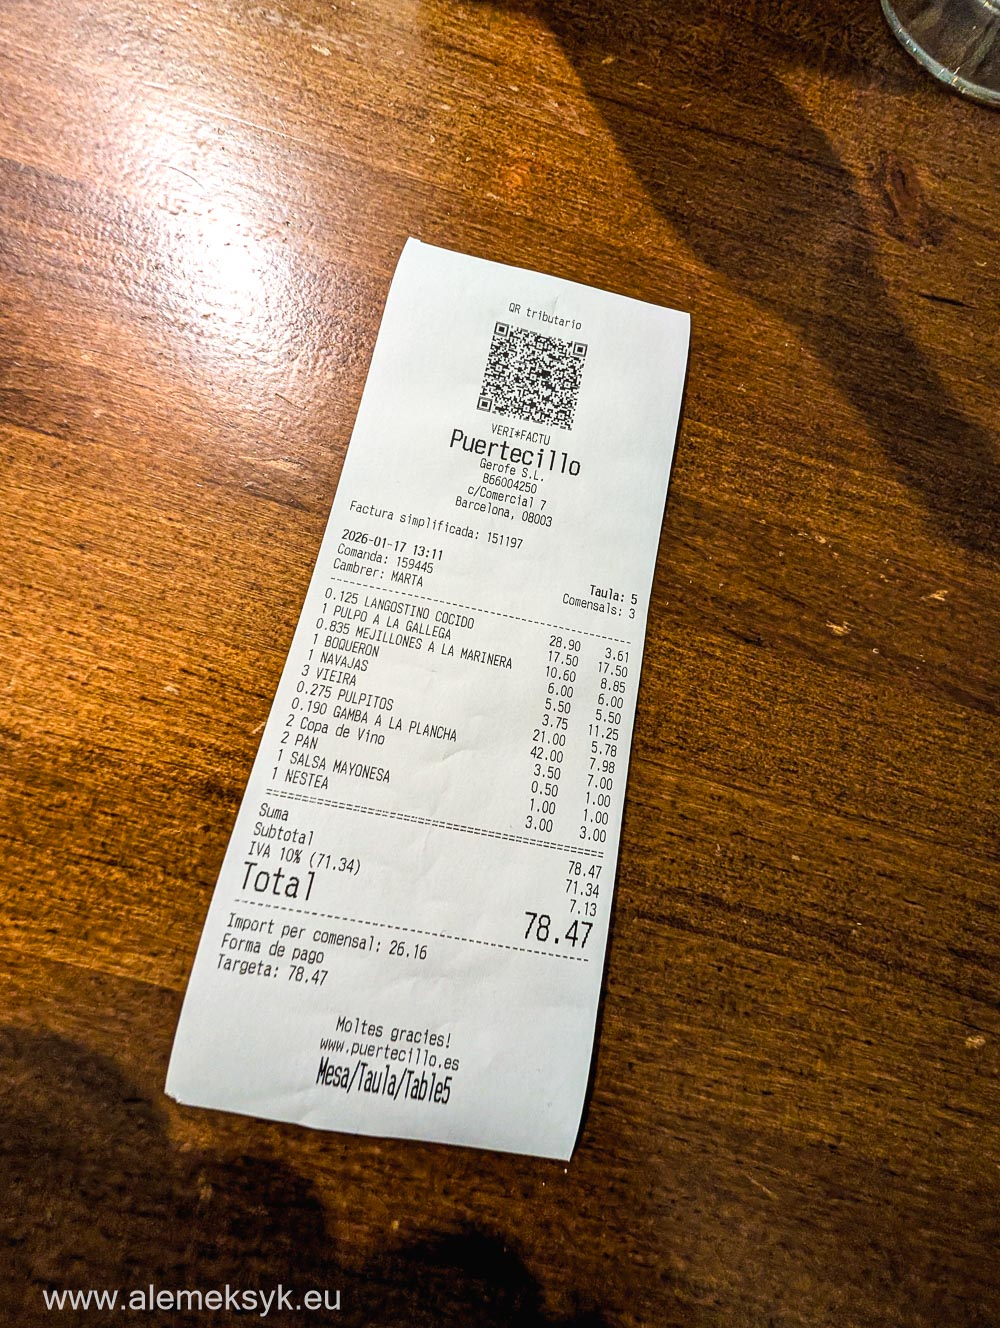 QR tributario
VERI*FACTU
Puertecillo
Gerofe S.L.
B66004250
c/Comercial 7
Barcelona, 08003
Factura simplificada: 151197
2026-01-17 13:11 Taula: 5
Comanda: 159445 Comensals: 3
Cambrer: MARTA
0.125 LANGOSTINO COCIDO 28.90 3.61
1 PULPO A LA GALLEGA 17.50 17.50
0.835 MEJILLONES A LA MARINERA 10.60 8.85
1 BOQUERON 6.00 6.00
1 NAVAJAS 5.50 5.50
3 VIEIRA 3.75 11.25
0.275 PULPITOS 21.00 5.78
0.190 GAMBA A LA PLANCHA 42.00 7.98
2 Copa de Vino 3.50 7.00
2 PAN 0.50 1.00
1 SALSA MAYONESA 1.00 1.00
1 NESTEA 3.00 3.00
Suma 78.47
Subtotal 71.34
IVA 10% (71.34) 7.13
Total 78.47
Import per comensal: 26.16
Forma de pago
Targeta: 78.47
Moltes gracies!
www.puertecillo.es
Mesa/Taula/Table5
www.alemeksyk.eu